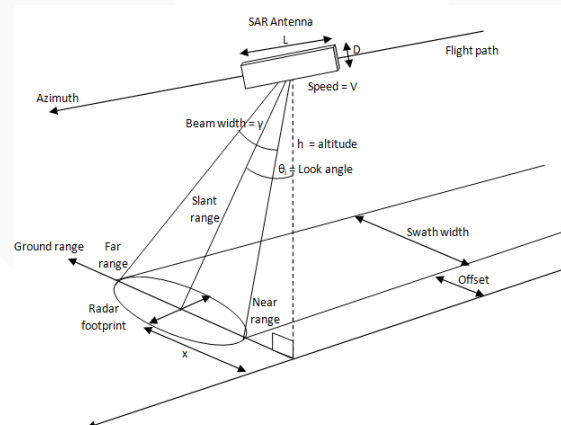 SAR Antenna
L
D
Flight path
Azimuth
Speed = V
Beam width = γ
h = altitude
θi = Look angle
Slant
range
Swath width
Ground range
Far
range
Offset
Near
range
Radar
footprint
x